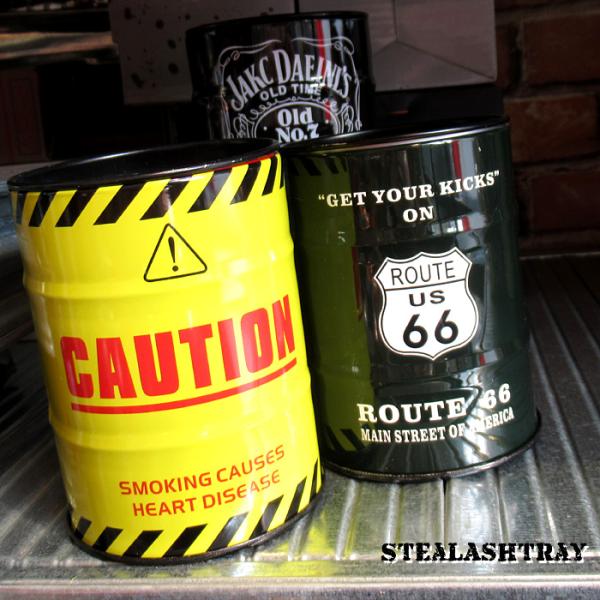 JAKC DAEINL'S
OLD TIME
Old
No.7
"GET YOUR KICKS"
ON
ROUTE
US
66
ROUTE 66
MAIN STREET OF AMERICA
!
CAUTION
SMOKING CAUSES
HEART DISEASE
STEALASHTRAY